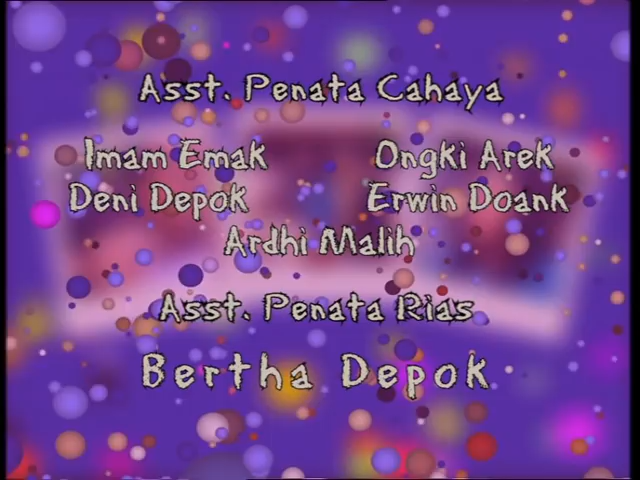 Asst. Penata Cahaya
Imam Emak Ongki Arek
Deni Depok Erwin Doank
Ardhi Malih
Asst. Penata Rias
Bertha Depok